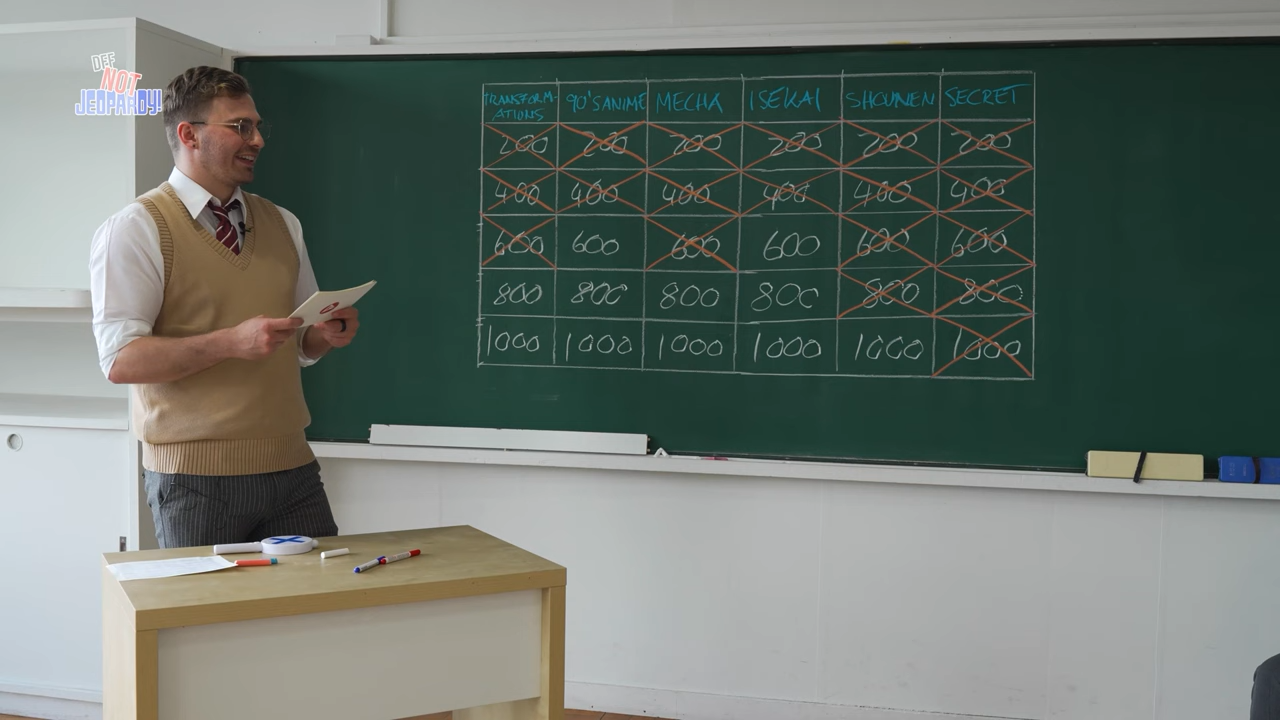 DEF
NOT
JEOPARDY!
TRANSFORM-
ATIONS
90'S ANIME
MECHA
ISEKAI
SHOUNEN
SECRET
200 200 200 200 200 200
400 400 400 400 400 400
600 600 600 600 600 600
800 800 800 800 800 800
1000 1000 1000 1000 1000 1000